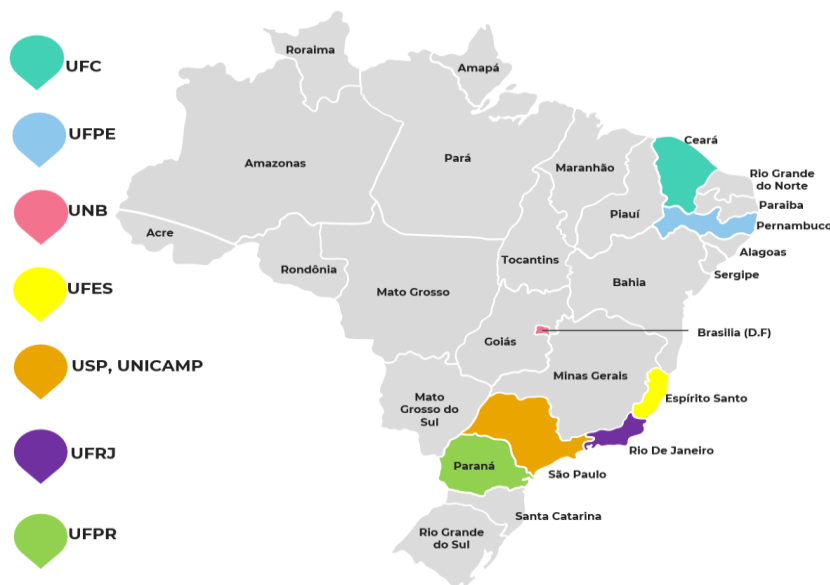 UFC
UFPE
UNB
UFES
USP, UNICAMP
UFRJ
UFPR
Roraima
Amapá
Amazonas
Pará
Maranhão
Ceará
Rio Grande
do Norte
Paraiba
Piauí
Pernambuco
Acre
Rondônia
Tocantins
Alagoas
Sergipe
Bahia
Mato Grosso
Goiás
Brasilia (D.F)
Minas Gerais
Mato
Grosso do
Sul
Espírito Santo
Rio De Janeiro
São Paulo
Paraná
Santa Catarina
Rio Grande
do Sul